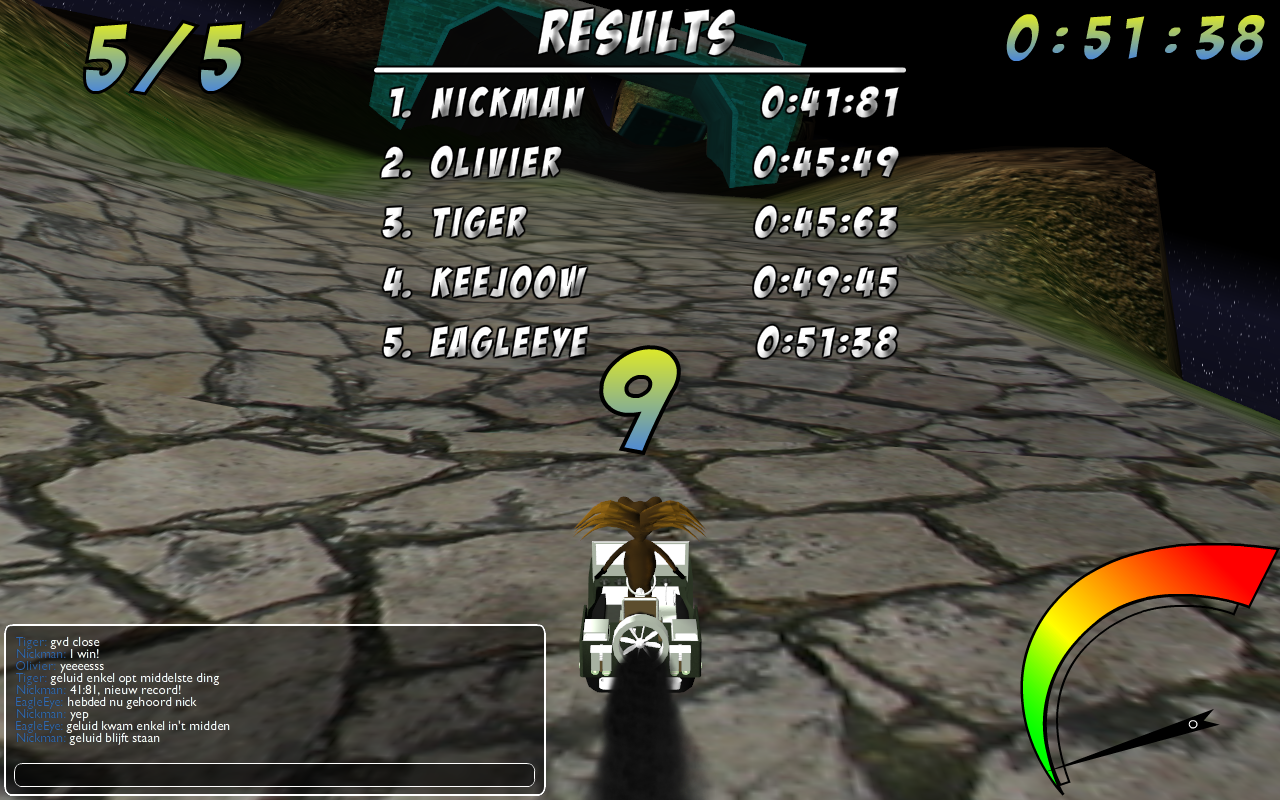 5/5
RESULTS
0:51:38
1. NICKMAN 0:41:81
2. OLIVIER 0:45:49
3. TIGER 0:45:63
4. KEEJOOW 0:49:45
5. EAGLEEYE 0:51:38
9
Tiger: gvd close
Nickman: I win!
Olivier: yeeeesss
Tiger: geluid enkel opt middelste ding
Nickman: 41:81, nieuw record!
EagleEye: hebded nu gehoord nick
Nickman: yep
EagleEye: geluid kwam enkel in't midden
Nickman: geluid blijft staan